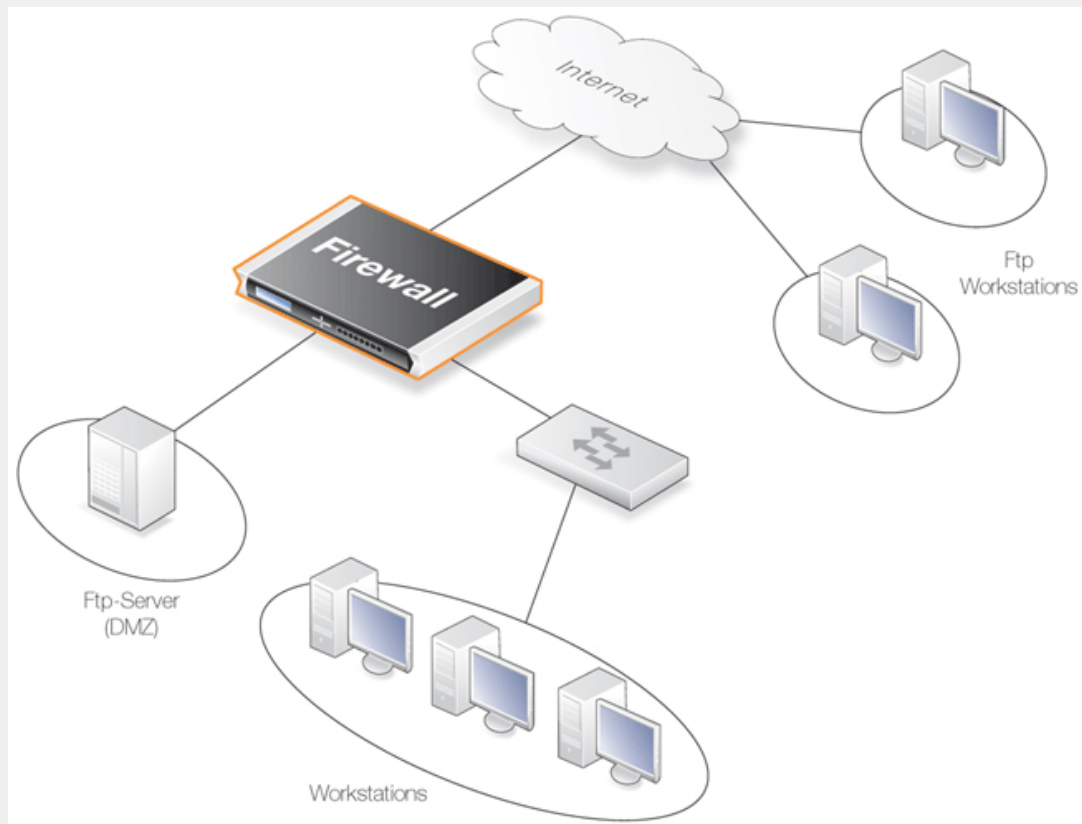 Internet
Firewall
Ftp
Workstations
Ftp-Server
(DMZ)
Workstations